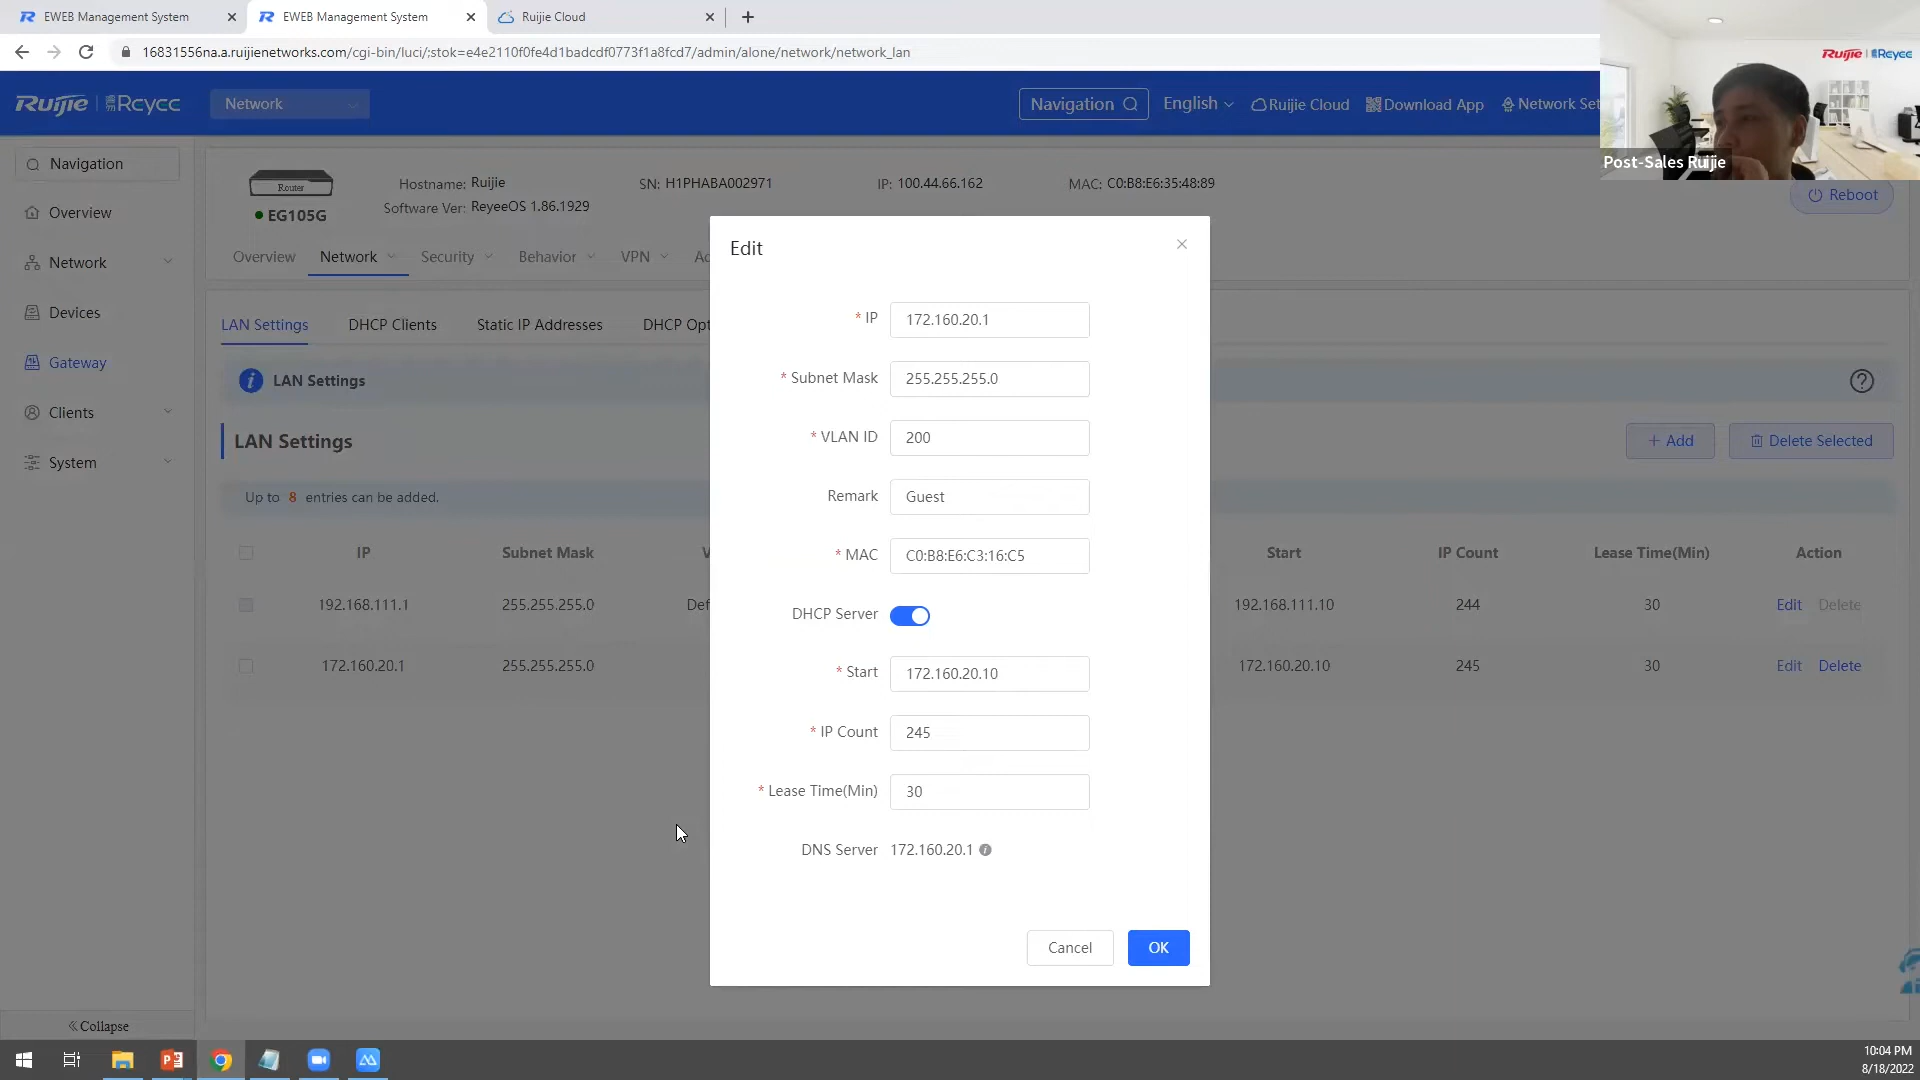 EWEB Management System
EWEB Management System
Ruijie Cloud
16831556na.a.ruijienetworks.com/cgi-bin/luci/;stok=e4e2110f0fe4d1badcdf0773f1a8fcd7/admin/alone/network/network_lan
Ruijie | Reyee
Ruijie | Rcycc
Network
Navigation
English
Ruijie Cloud
Download App
Network Set
Post-Sales Ruijie
Navigation
Overview
Network
Devices
Gateway
Clients
System
Collapse
Router
EG105G
Hostname: Ruijie
SN: H1PHABA002971
IP: 100.44.66.162
MAC: C0:B8:E6:35:48:89
Software Ver: ReyeeOS 1.86.1929
Reboot
Overview
Network
Security
Behavior
VPN
LAN Settings
DHCP Clients
Static IP Addresses
DHCP Opt
LAN Settings
LAN Settings
+ Add
Delete Selected
Up to 8 entries can be added.
IP
Subnet Mask
V
Start
IP Count
Lease Time(Min)
Action
192.168.111.1
255.255.255.0
Def
192.168.111.10
244
30
Edit
Delete
172.160.20.1
255.255.255.0
172.160.20.10
245
30
Edit
Delete
Edit
* IP
172.160.20.1
* Subnet Mask
255.255.255.0
* VLAN ID
200
Remark
Guest
* MAC
C0:B8:E6:C3:16:C5
DHCP Server
* Start
172.160.20.10
* IP Count
245
* Lease Time(Min)
30
DNS Server
172.160.20.1
Cancel
OK
10:04 PM
8/18/2022